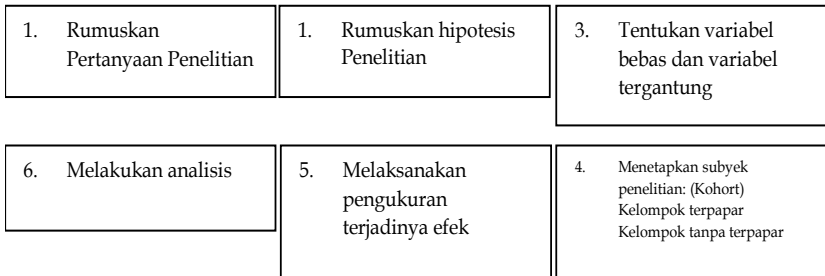 1. Rumuskan
Pertanyaan Penelitian
1. Rumuskan hipotesis
Penelitian
3. Tentukan variabel
bebas dan variabel
tergantung
6. Melakukan analisis
5. Melaksanakan
pengukuran
terjadinya efek
4. Menetapkan subyek
penelitian: (Kohort)
Kelompok terpapar
Kelompok tanpa terpapar